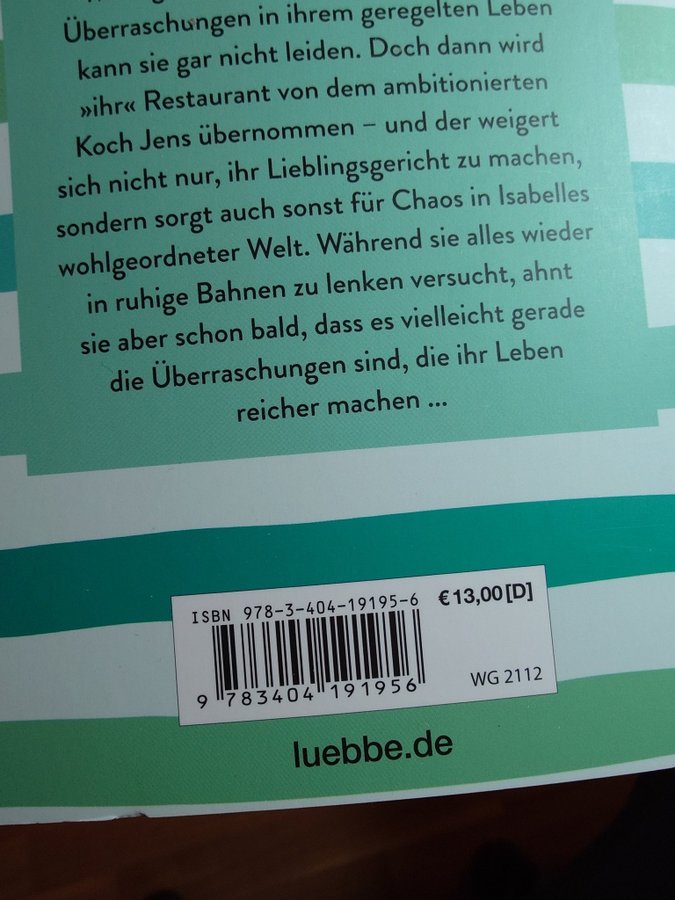 Überraschungen in ihrem geregelten Leben
kann sie gar nicht leiden. Doch dann wird
»ihr« Restaurant von dem ambitionierten
Koch Jens übernommen – und der weigert
sich nicht nur, ihr Lieblingsgericht zu machen,
sondern sorgt auch sonst für Chaos in Isabelles
wohlgeordneter Welt. Während sie alles wieder
in ruhige Bahnen zu lenken versucht, ahnt
sie aber schon bald, dass es vielleicht gerade
die Überraschungen sind, die ihr Leben
reicher machen ...
ISBN 978-3-404-19195-6 € 13,00 [D]
9 783404 191956 WG 2112
luebbe.de